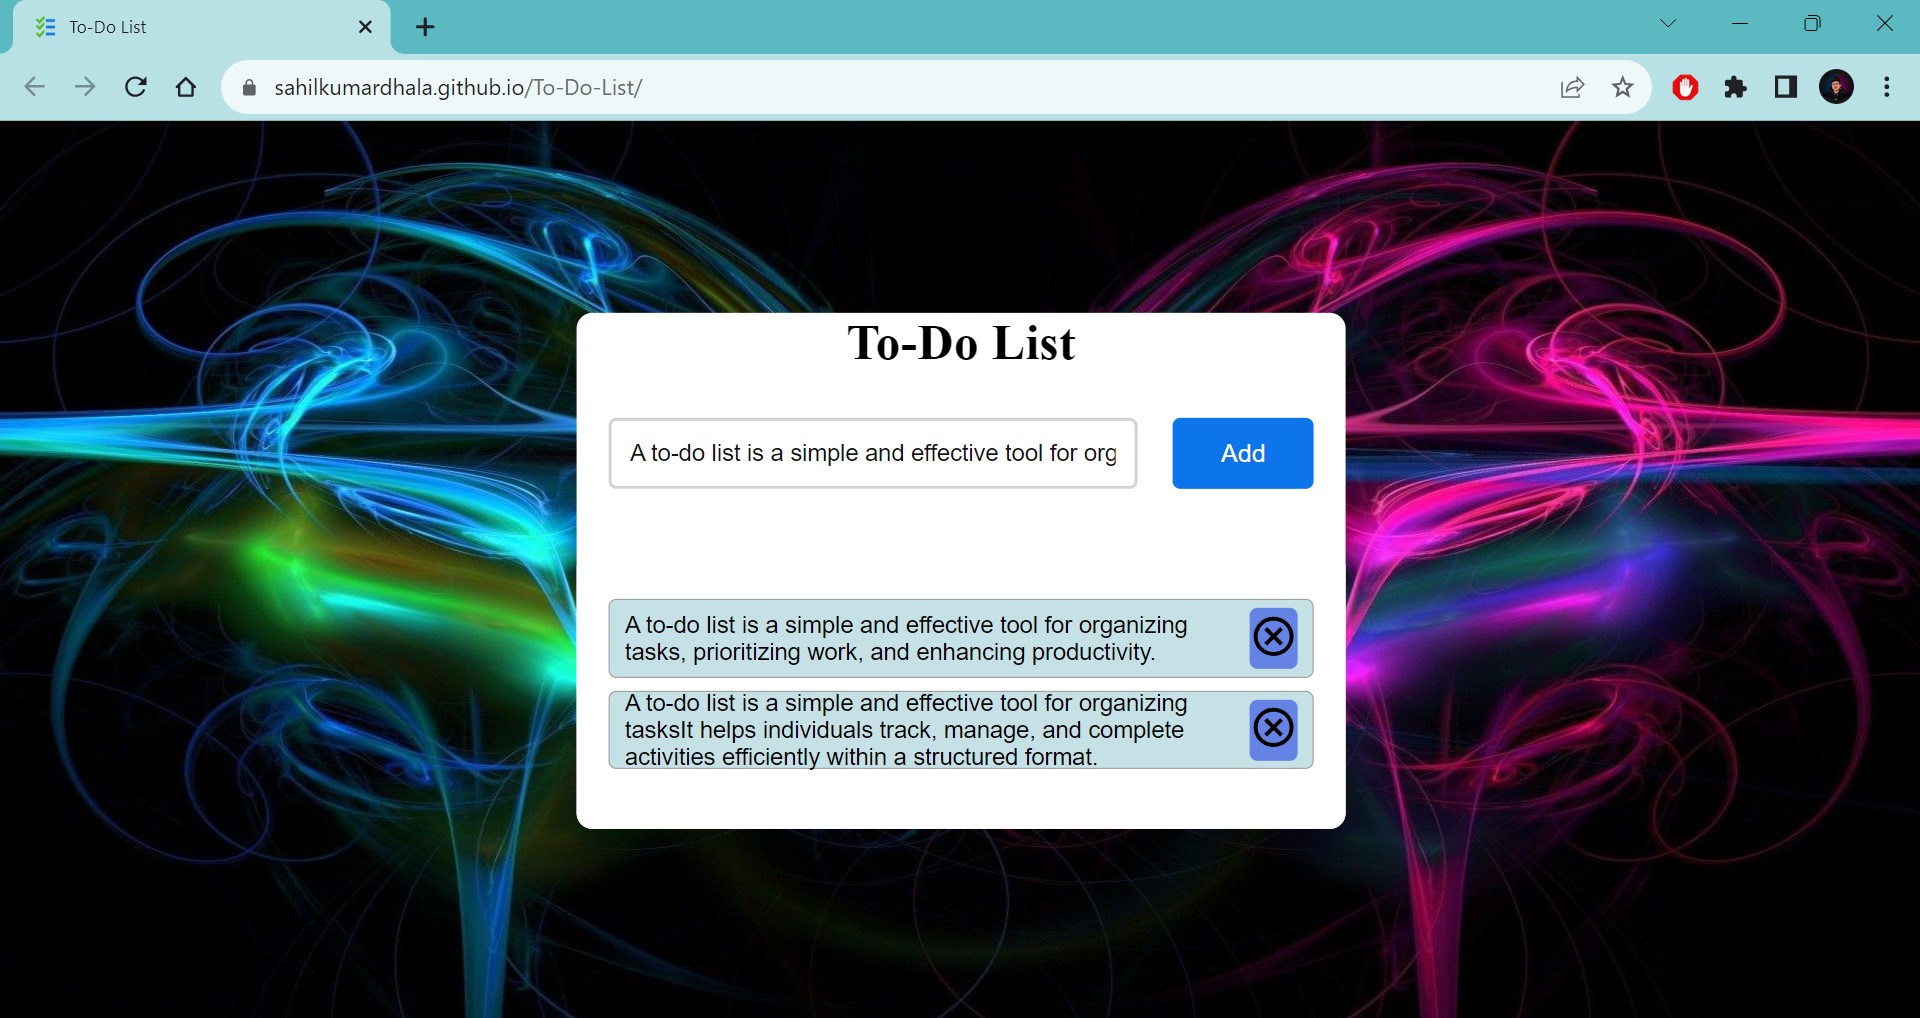 To-Do List
sahilkumardhala.github.io/To-Do-List/
To-Do List
A to-do list is a simple and effective tool for org
Add
A to-do list is a simple and effective tool for organizing
tasks, prioritizing work, and enhancing productivity.
A to-do list is a simple and effective tool for organizing
tasksIt helps individuals track, manage, and complete
activities efficiently within a structured format.